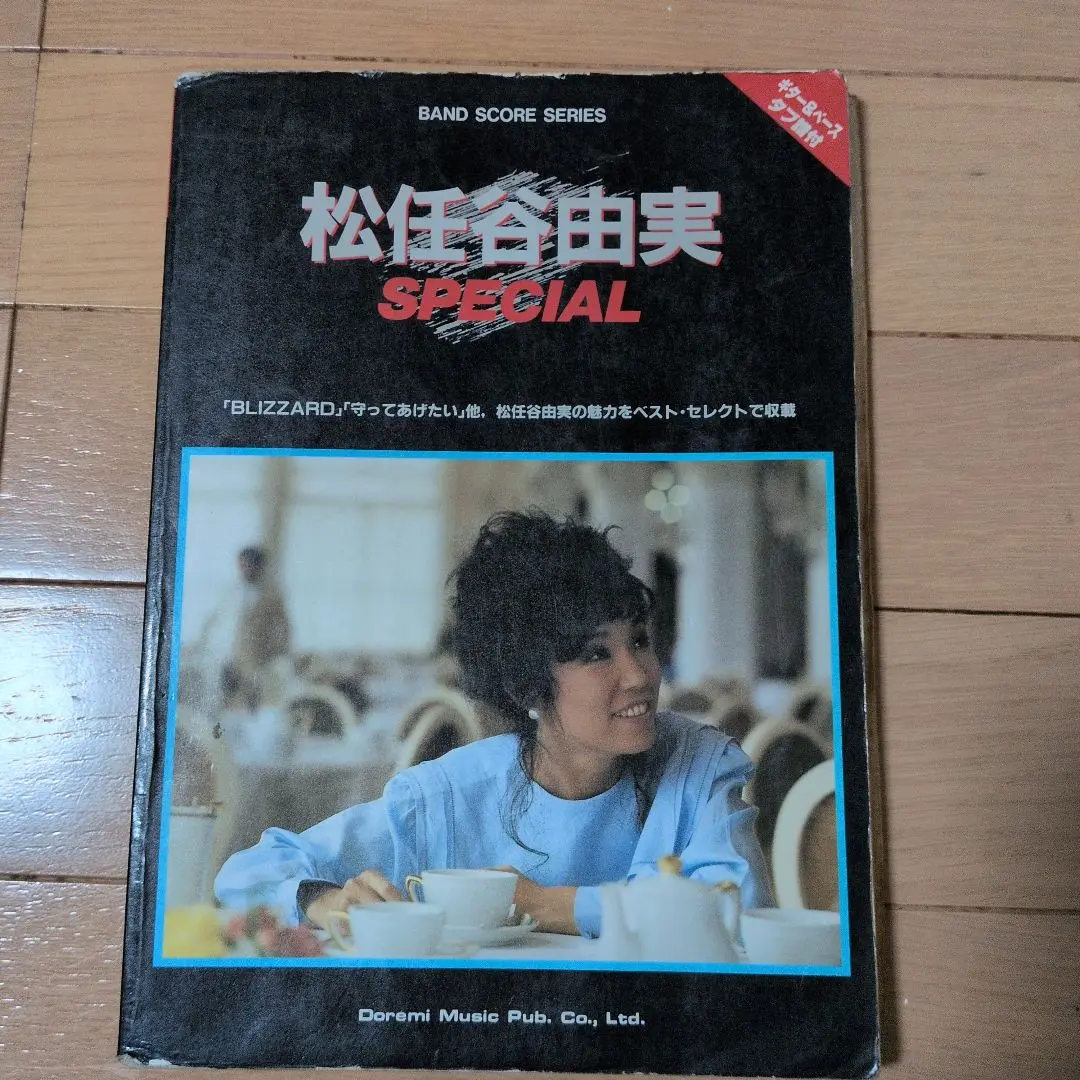 BAND SCORE SERIES
ギター&ベース
タブ譜付
松任谷由実
SPECIAL
「BLIZZARD」「守ってあげたい」他，松任谷由実の魅力をベスト・セレクトで収載
Doremi Music Pub. Co., Ltd.